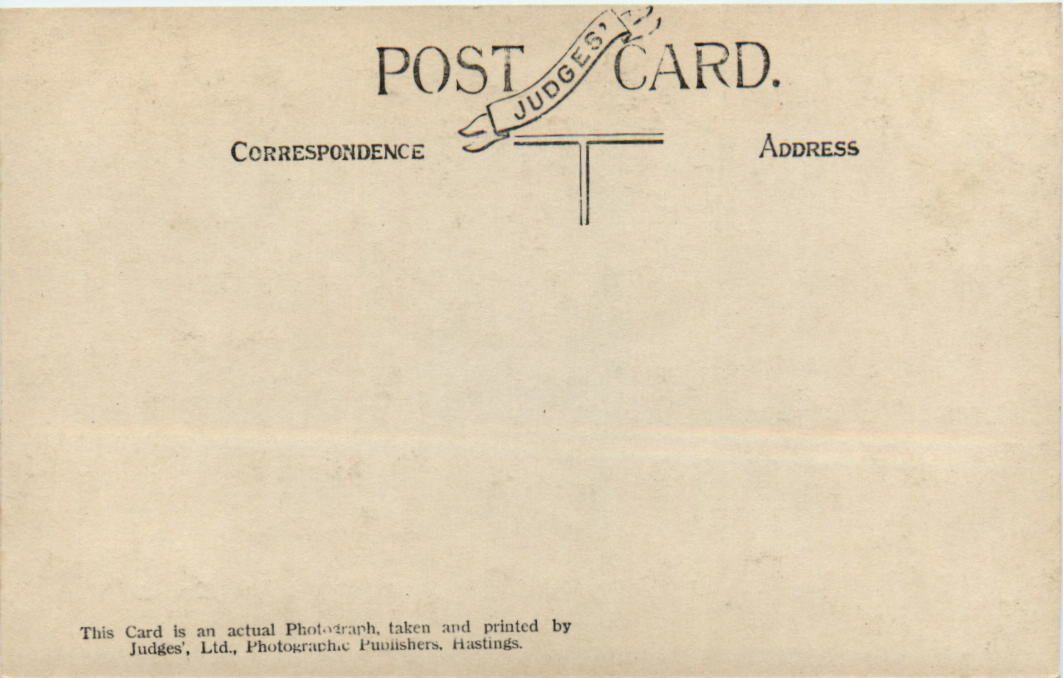 POST JUDGES' CARD.
CORRESPONDENCE ADDRESS
This Card is an actual Photograph, taken and printed by
Judges', Ltd., Photographic Publishers, Hastings.